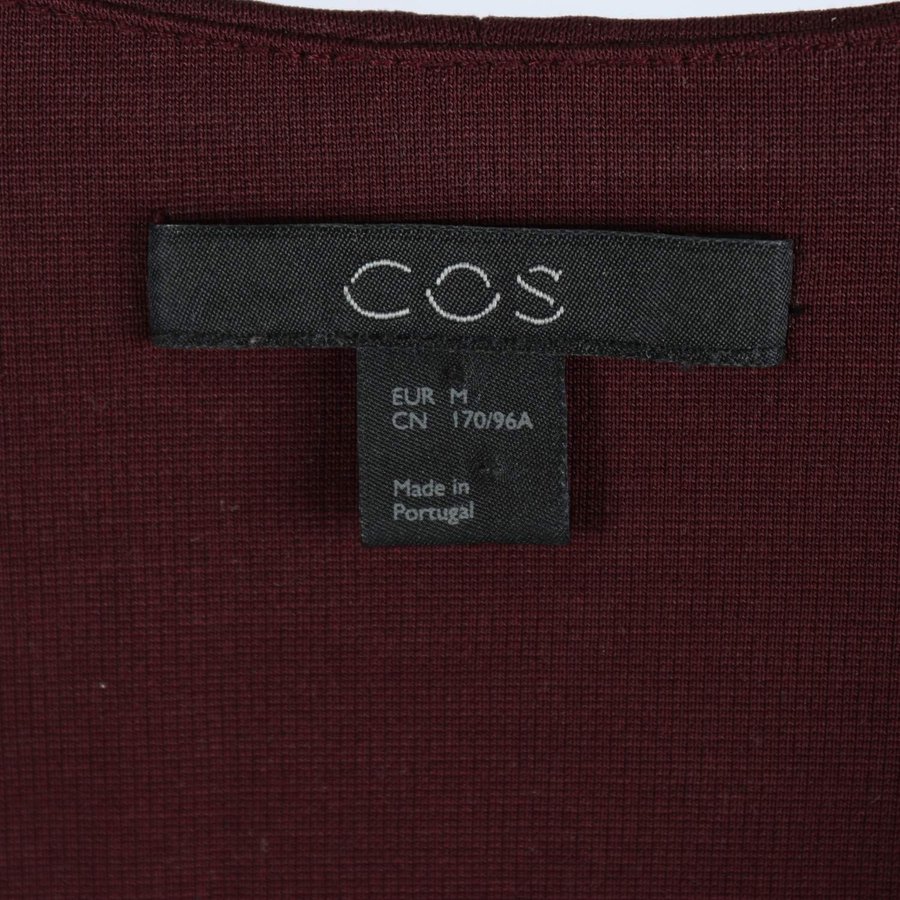 COS
EUR M
CN 170/96A
Made in
Portugal